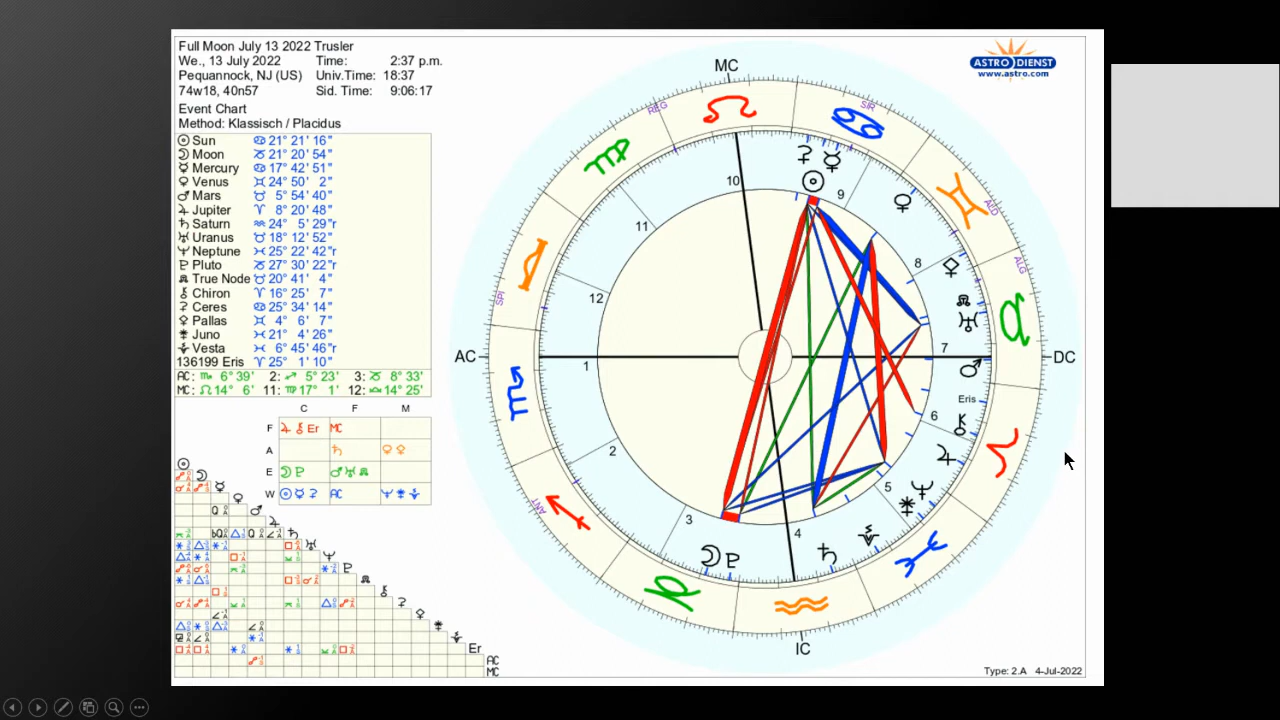 Full Moon July 13 2022 Trusler
We., 13 July 2022 Time: 2:37 p.m.
Pequannock, NJ (US) Univ.Time: 18:37
74w18, 40n57 Sid. Time: 9:06:17
Event Chart
Method: Klassisch / Placidus
☉ Sun ♋ 21° 21' 16"
☽ Moon ♑ 21° 20' 54"
☿ Mercury ♋ 17° 42' 51"
♀ Venus ♊ 24° 50' 2"
♂ Mars ♉ 5° 54' 40"
♃ Jupiter ♈ 8° 20' 48"
♄ Saturn ♒ 24° 5' 29"r
♅ Uranus ♉ 18° 12' 52"
♆ Neptune ♓ 25° 22' 42"r
♇ Pluto ♑ 27° 30' 22"r
☊ True Node ♉ 20° 41' 4"
⚷ Chiron ♈ 16° 25' 7"
⚳ Ceres ♋ 25° 34' 14"
⚴ Pallas ♊ 4° 6' 7"
⚵ Juno ♓ 21° 4' 26"
⚶ Vesta ♓ 6° 45' 46"r
136199 Eris ♈ 25° 1' 10"
AC: ♏ 6° 39' 2: ♐ 5° 23' 3: ♑ 8° 33'
MC: ♌ 14° 6' 11: ♍ 17° 1' 12: ♎ 14° 25'
C F M
F ♃ ⚷ Er MC
A ♄ ♀ ⚴
E ☽ ♇ ♂ ♅ ☊
W ☉ ☿ ⚳ AC ♆ ⚵ ⚶
Er
AC
MC
ASTRO DIENST
www.astro.com
MC
REG
SIR
ALD
ALG
SPI
ANT
AC
DC
IC
Eris
10
9
11
8
12
7
1
6
2
5
3
4
Type: 2.A 4-Jul-2022